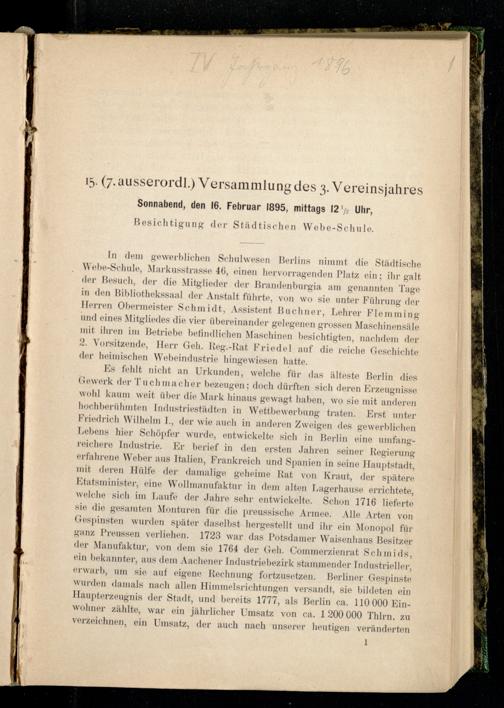 IV Jahrgang 1896
1
15. (7. ausserordl.) Versammlung des 3. Vereinsjahres
Sonnabend, den 16. Februar 1895, mittags 12 1/2 Uhr,
Besichtigung der Städtischen Webe-Schule.
In dem gewerblichen Schulwesen Berlins nimmt die Städtische
Webe-Schule, Markusstrasse 46, einen hervorragenden Platz ein; ihr galt
der Besuch, der die Mitglieder der Brandenburgia am genannten Tage
in den Bibliothekssaal der Anstalt führte, von wo sie unter Führung der
Herren Obermeister Schmidt, Assistent Buchner, Lehrer Flemming
und eines Mitgliedes die vier übereinander gelegenen grossen Maschinensäle
mit ihren im Betriebe befindlichen Maschinen besichtigten, nachdem der
2. Vorsitzende, Herr Geh. Reg.-Rat Friedel auf die reiche Geschichte
der heimischen Webeindustrie hingewiesen hatte.
Es fehlt nicht an Urkunden, welche für das älteste Berlin dies
Gewerk der Tuchmacher bezeugen; doch dürften sich deren Erzeugnisse
wohl kaum weit über die Mark hinaus gewagt haben, wo sie mit anderen
hochberühmten Industriestädten in Wettbewerbung traten. Erst unter
Friedrich Wilhelm I., der wie auch in anderen Zweigen des gewerblichen
Lebens hier Schöpfer wurde, entwickelte sich in Berlin eine umfang-
reichere Industrie. Er berief in den ersten Jahren seiner Regierung
erfahrene Weber aus Italien, Frankreich und Spanien in seine Hauptstadt,
mit deren Hülfe der damalige geheime Rat von Kraut, der spätere
Etatsminister, eine Wollmanufaktur in dem alten Lagerhause errichtete,
welche sich im Laufe der Jahre sehr entwickelte. Schon 1716 lieferte
sie die gesamten Monturen für die preussische Armee. Alle Arten von
Gespinsten wurden später daselbst hergestellt und ihr ein Monopol für
ganz Preussen verliehen. 1723 war das Potsdamer Waisenhaus Besitzer
der Manufaktur, von dem sie 1764 der Geh. Commerzienrat Schmids,
ein bekannter, aus dem Aachener Industriebezirk stammender Industrieller,
erwarb, um sie auf eigene Rechnung fortzusetzen. Berliner Gespinste
wurden damals nach allen Himmelsrichtungen versandt, sie bildeten ein
Haupterzeugnis der Stadt, und bereits 1777, als Berlin ca. 110 000 Ein-
wohner zählte, war ein jährlicher Umsatz von ca. 1 200 000 Thlrn. zu
verzeichnen, ein Umsatz, der auch nach unserer heutigen veränderten
1